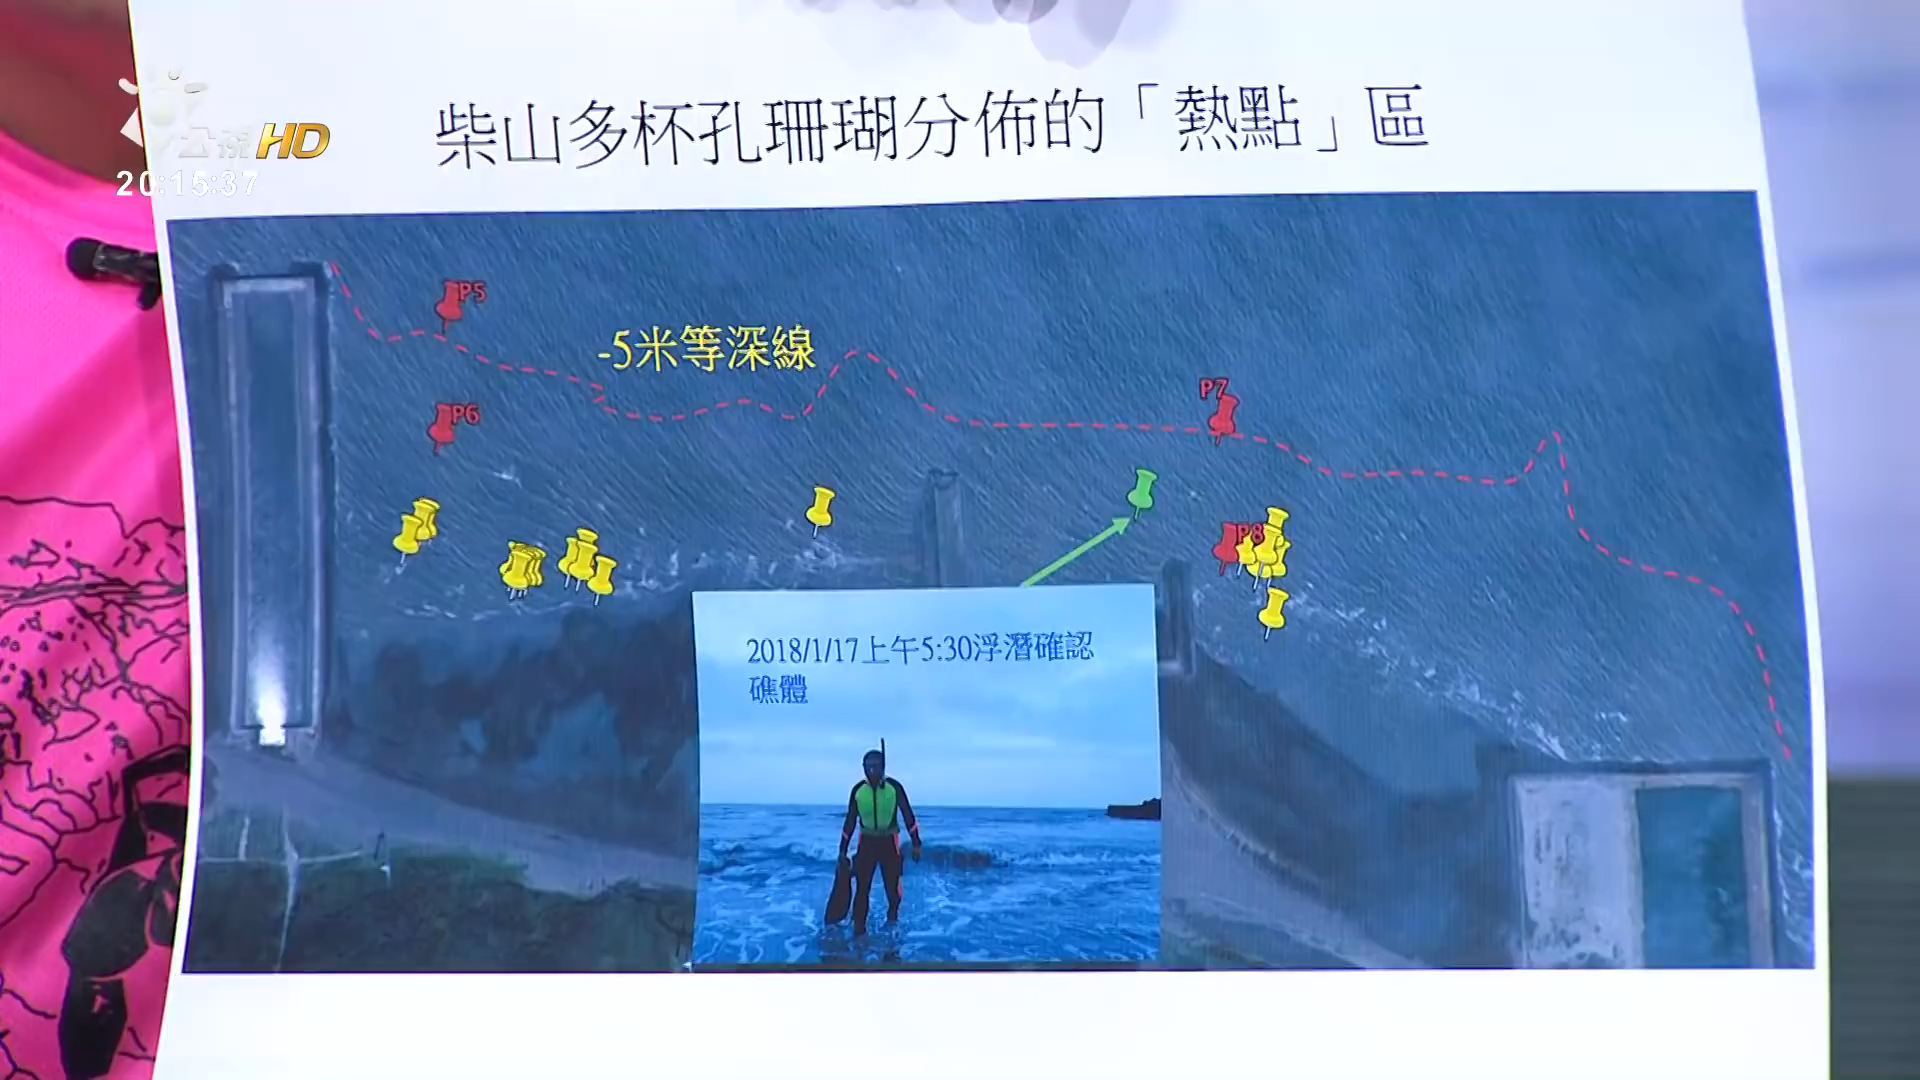 柴山多杯孔珊瑚分佈的「熱點」區
公視HD
20:15:37
P5
-5米等深線
P7
P6
P8
2018/1/17上午5:30浮潛確認
礁體